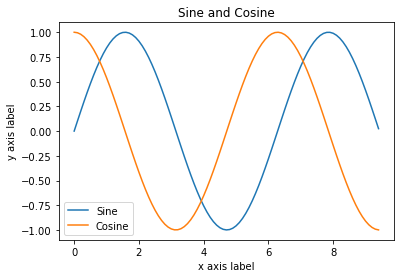 Sine and Cosine
y axis label
1.00
0.75
0.50
0.25
0.00
−0.25
−0.50
−0.75
−1.00
Sine
Cosine
0 2 4 6 8
x axis label